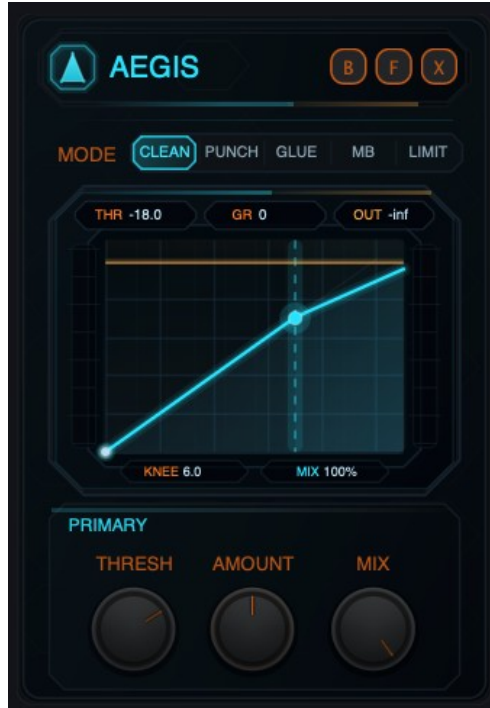 AEGIS B F X
MODE CLEAN PUNCH GLUE MB LIMIT
THR -18.0 GR 0 OUT -inf
KNEE 6.0 MIX 100%
PRIMARY
THRESH AMOUNT MIX